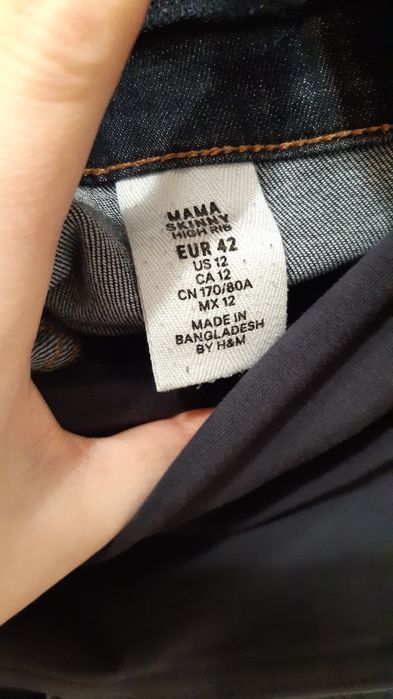 MAMA
SKINNY
HIGH RIB
EUR 42
US 12
CA 12
CN 170/80A
MX 12
MADE IN
BANGLADESH
BY H&M